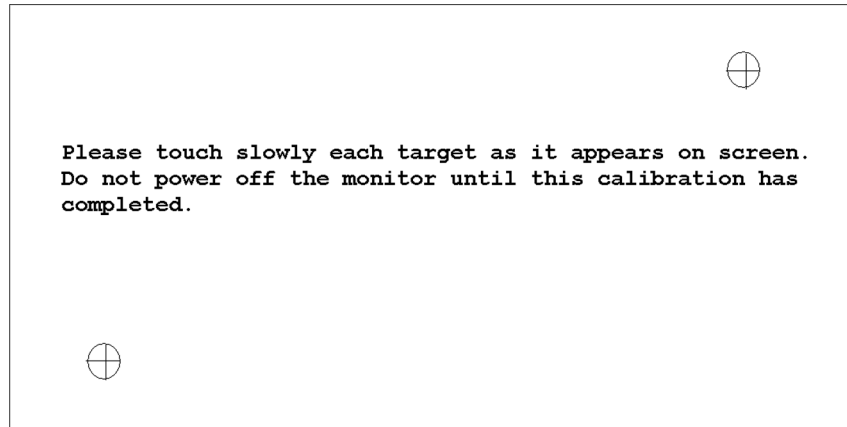 Please touch slowly each target as it appears on screen.
Do not power off the monitor until this calibration has
completed.